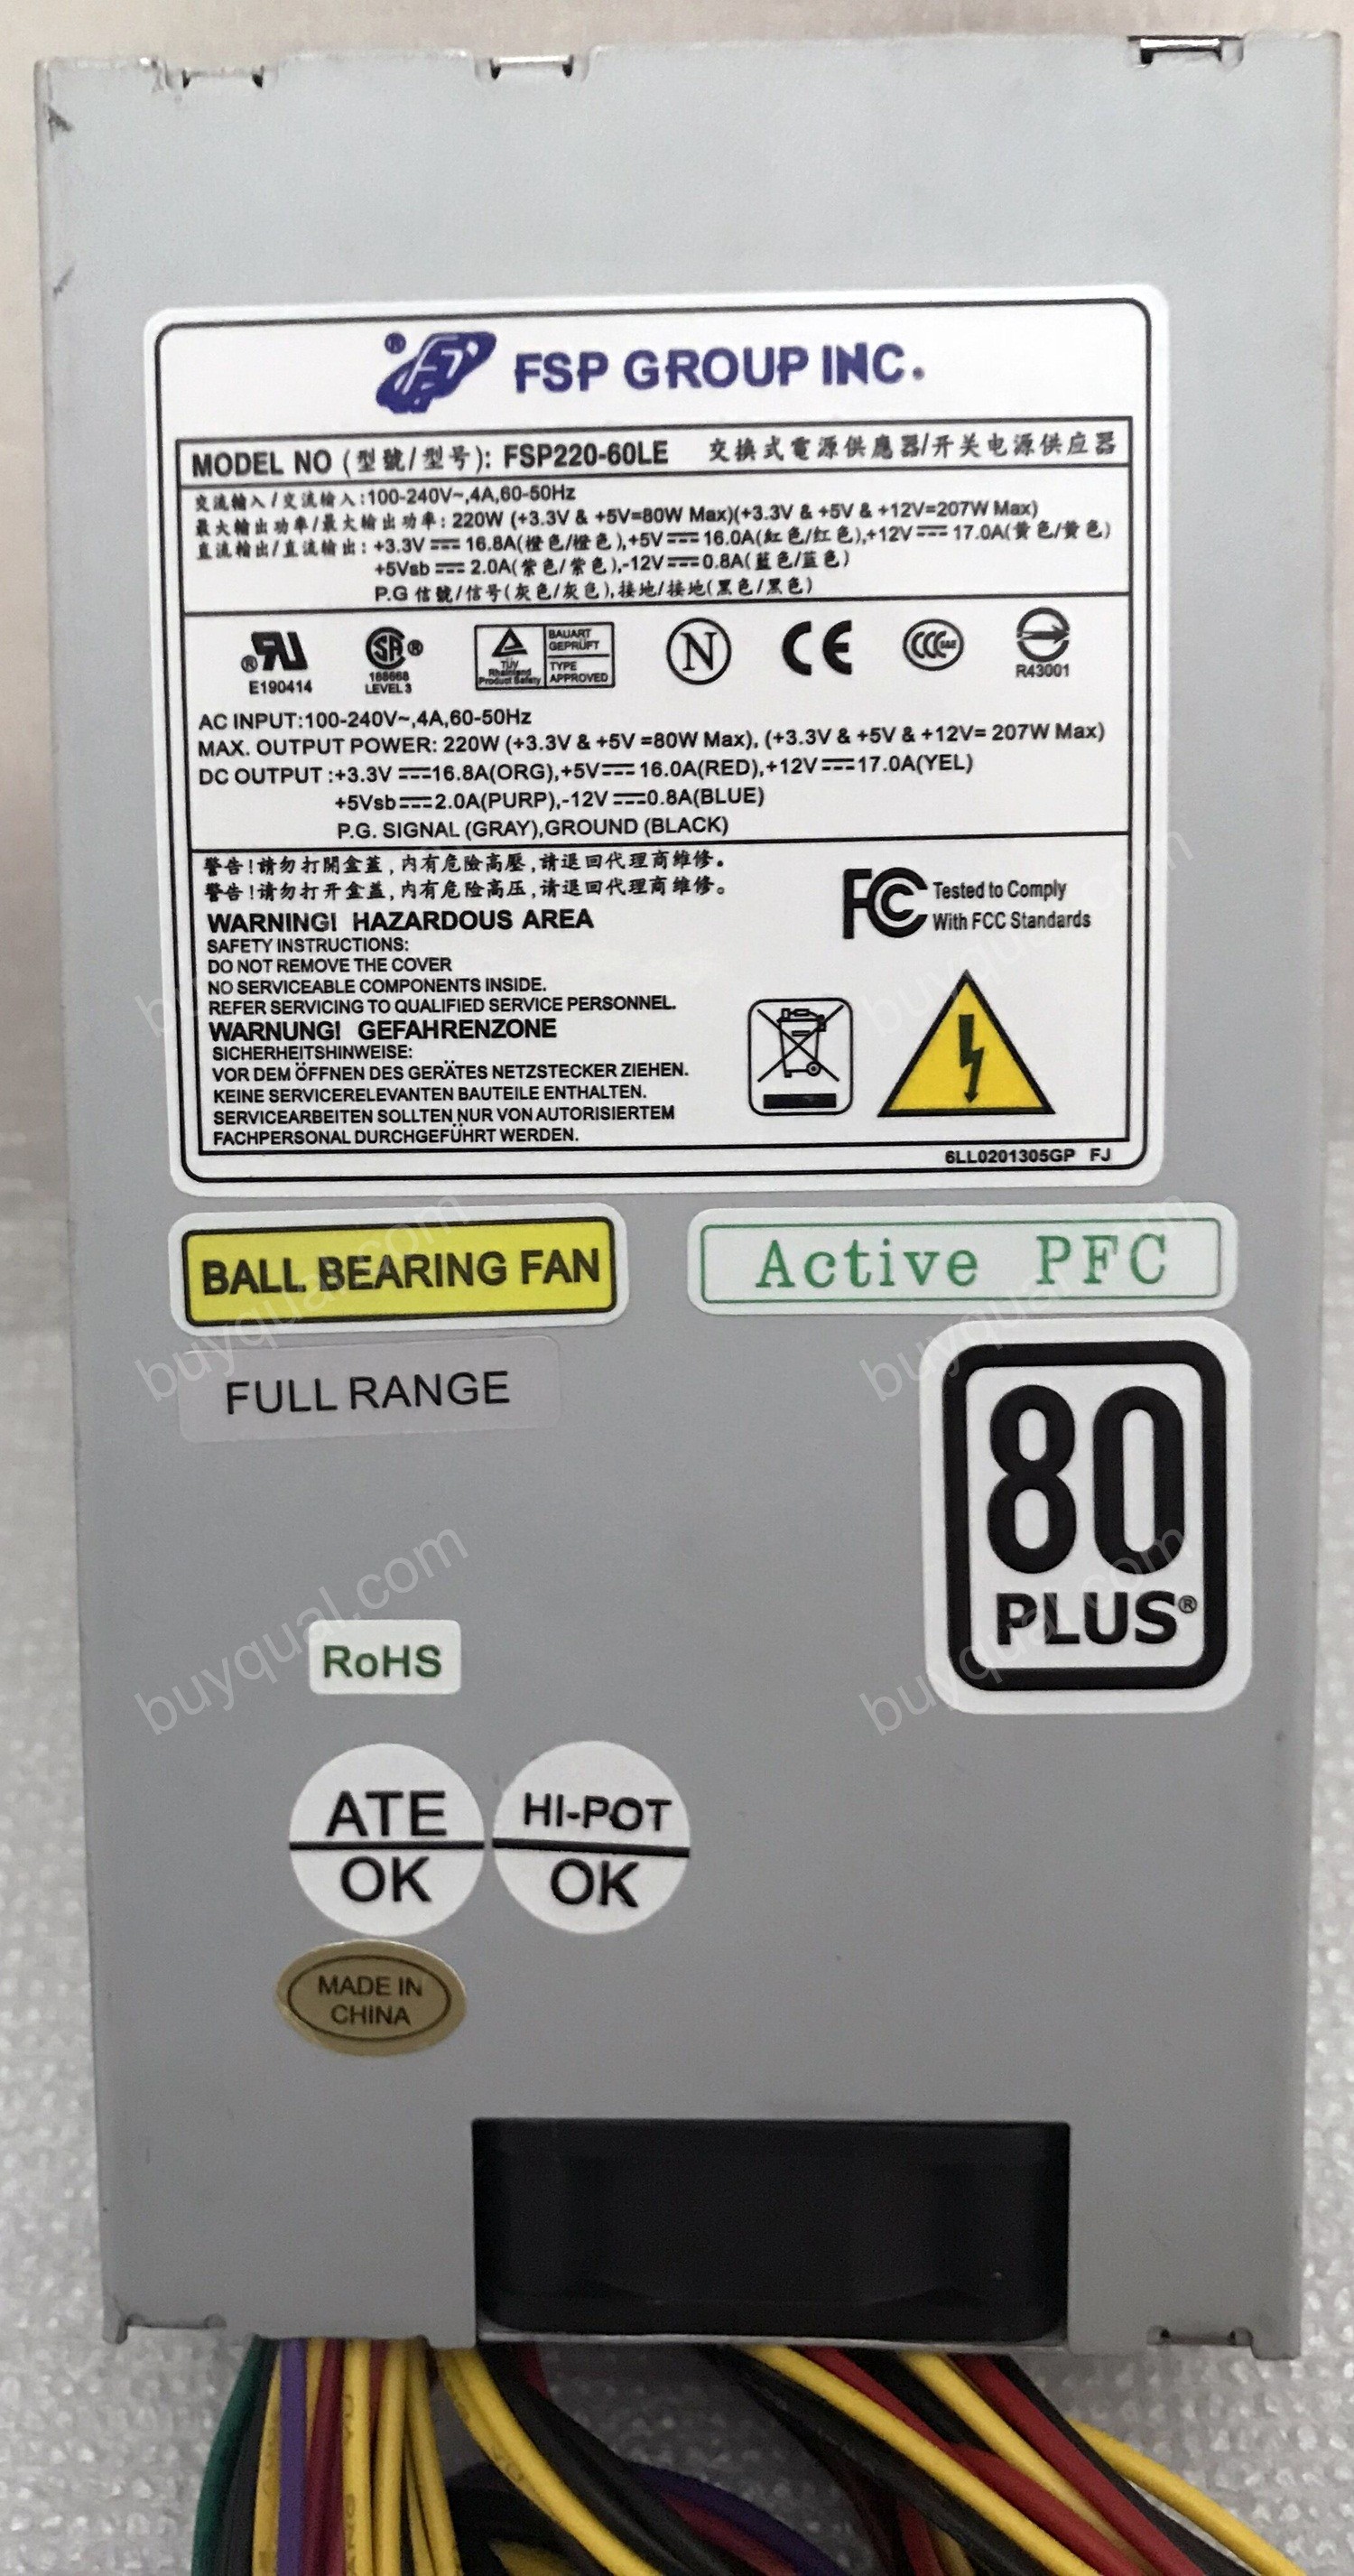 FSP GROUP INC.
MODEL NO (型號/型号): FSP220-60LE 交換式電源供應器/开关电源供应器
交流輸入/交流输入:100-240V~,4A,60-50Hz
最大輸出功率/最大输出功率: 220W (+3.3V & +5V=80W Max)(+3.3V & +5V & +12V=207W Max)
直流輸出/直流输出: +3.3V ⎓ 16.8A(橙色/橙色),+5V ⎓ 16.0A(紅色/红色),+12V ⎓ 17.0A(黄色/黄色)
+5Vsb ⎓ 2.0A(紫色/紫色),-12V ⎓ 0.8A(藍色/蓝色)
P.G 信號/信号(灰色/灰色),接地/接地(黑色/黑色)
® E190414
SA ® 168668 LEVEL 3
TÜV Rheinland Product Safety
BAUART GEPRÜFT
TYPE APPROVED
N
CE
CCC S&E
R43001
AC INPUT:100-240V~,4A,60-50Hz
MAX. OUTPUT POWER: 220W (+3.3V & +5V =80W Max), (+3.3V & +5V & +12V= 207W Max)
DC OUTPUT :+3.3V ⎓16.8A(ORG),+5V⎓16.0A(RED),+12V⎓17.0A(YEL)
+5Vsb⎓2.0A(PURP),-12V⎓0.8A(BLUE)
P.G. SIGNAL (GRAY),GROUND (BLACK)
警告!請勿打開盒蓋,內有危險高壓,請退回代理商維修。
警告!请勿打开盒盖,内有危险高压,请退回代理商维修。
WARNING! HAZARDOUS AREA
SAFETY INSTRUCTIONS:
DO NOT REMOVE THE COVER
NO SERVICEABLE COMPONENTS INSIDE.
REFER SERVICING TO QUALIFIED SERVICE PERSONNEL.
WARNUNG! GEFAHRENZONE
SICHERHEITSHINWEISE:
VOR DEM ÖFFNEN DES GERÄTES NETZSTECKER ZIEHEN.
KEINE SERVICERELEVANTEN BAUTEILE ENTHALTEN.
SERVICEARBEITEN SOLLTEN NUR VON AUTORISIERTEM
FACHPERSONAL DURCHGEFÜHRT WERDEN.
FC Tested to Comply
With FCC Standards
6LL0201305GP FJ
BALL BEARING FAN
Active PFC
FULL RANGE
80
PLUS®
RoHS
ATE
OK
HI-POT
OK
MADE IN
CHINA
buyqual.com
buyqual.com
buyqual.com
buyqual.com
buyqual.com